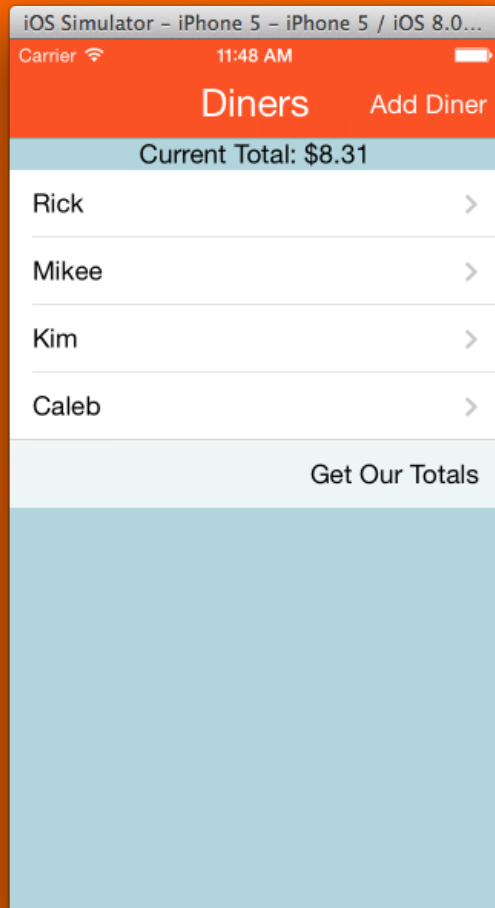 iOS Simulator – iPhone 5 – iPhone 5 / iOS 8.0...
Carrier 11:48 AM
Diners Add Diner
Current Total: $8.31
Rick
Mikee
Kim
Caleb
Get Our Totals